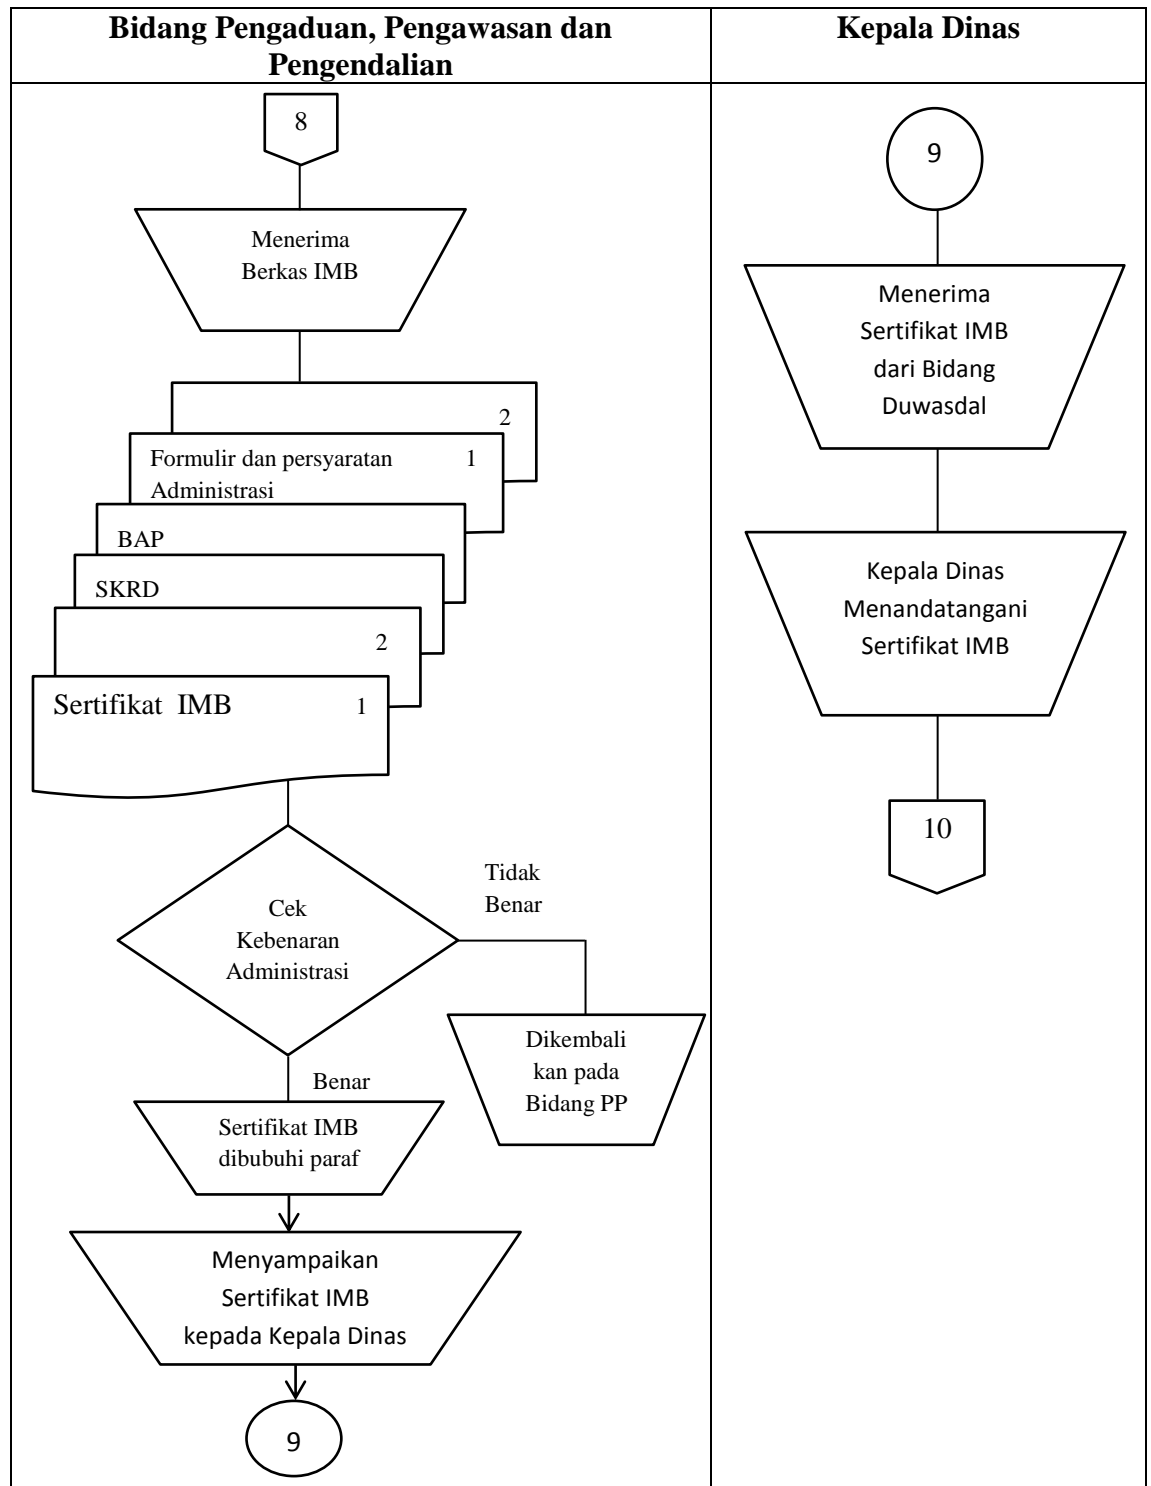 Bidang Pengaduan, Pengawasan dan
Pengendalian
8
Menerima
Berkas IMB
2
Formulir dan persyaratan 1
Administrasi
BAP
SKRD
2
Sertifikat IMB 1
Cek
Kebenaran
Administrasi
Tidak
Benar
Dikembali
kan pada
Bidang PP
Benar
Sertifikat IMB
dibubuhi paraf
Menyampaikan
Sertifikat IMB
kepada Kepala Dinas
9
Kepala Dinas
9
Menerima
Sertifikat IMB
dari Bidang
Duwasdal
Kepala Dinas
Menandatangani
Sertifikat IMB
10